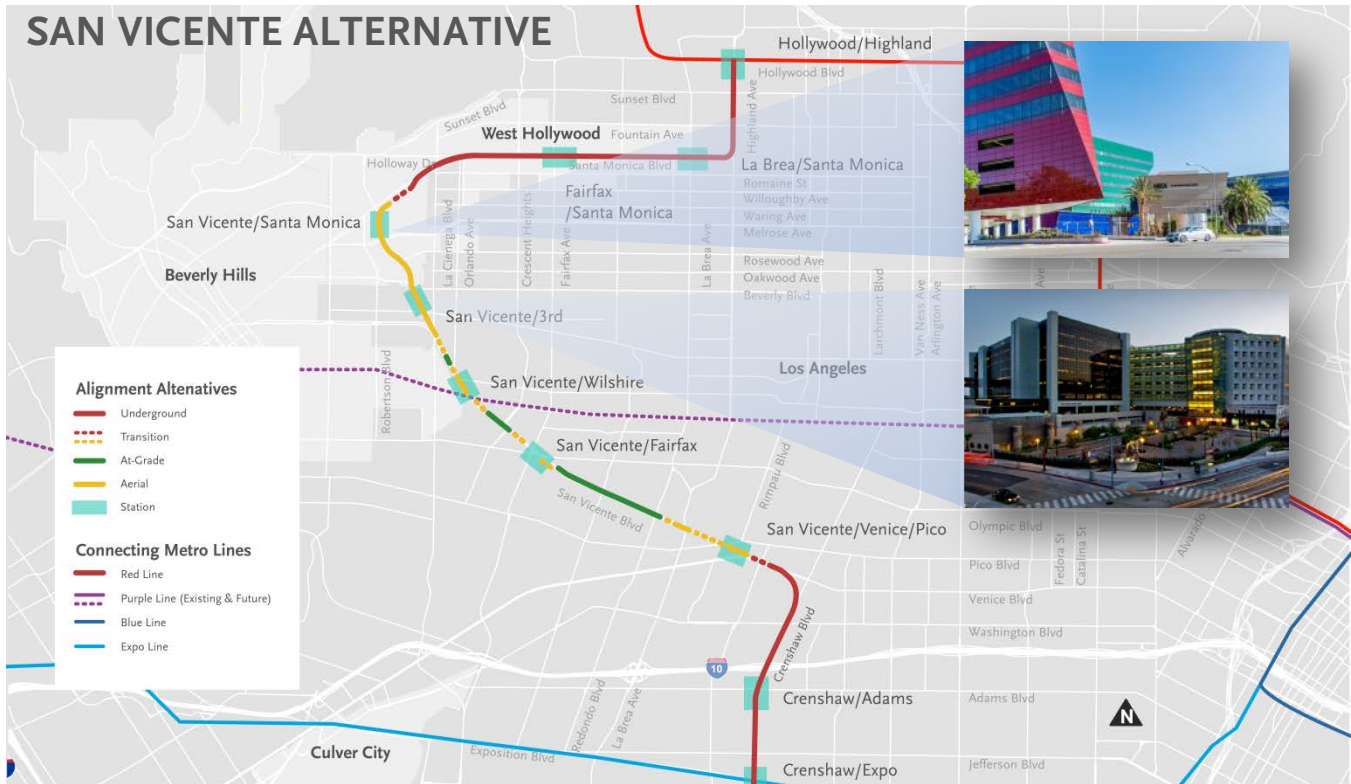 SAN VICENTE ALTERNATIVE
Hollywood/Highland
Hollywood Blvd
Sunset Blvd
Sunset Blvd
Highland Ave
West Hollywood
Fountain Ave
Holloway Dr
Santa Monica Blvd
La Brea/Santa Monica
Romaine St
Fairfax
/Santa Monica
Willoughby Ave
Waring Ave
Melrose Ave
San Vicente/Santa Monica
La Cienega Blvd
Orlando Ave
Crescent Heights
Fairfax Ave
La Brea Ave
Rosewood Ave
Oakwood Ave
Beverly Blvd
Beverly Hills
Larchmont Blvd
Van Ness Ave
Arlington Ave
Ave
San Vicente/3rd
Los Angeles
Robertson Blvd
San Vicente/Wilshire
San Vicente/Fairfax
San Vicente Blvd
Rimpau Blvd
San Vicente/Venice/Pico
Olympic Blvd
Pico Blvd
Fedora St
Catalina St
Alvarado
Venice Blvd
Washington Blvd
Crenshaw Blvd
10
Crenshaw/Adams
Adams Blvd
Redondo Blvd
La Brea Ave
N
Culver City
Exposition Blvd
Crenshaw/Expo
Jefferson Blvd
Alignment Altenatives
Underground
Transition
At-Grade
Aerial
Station
Connecting Metro Lines
Red Line
Purple Line (Existing & Future)
Blue Line
Expo Line